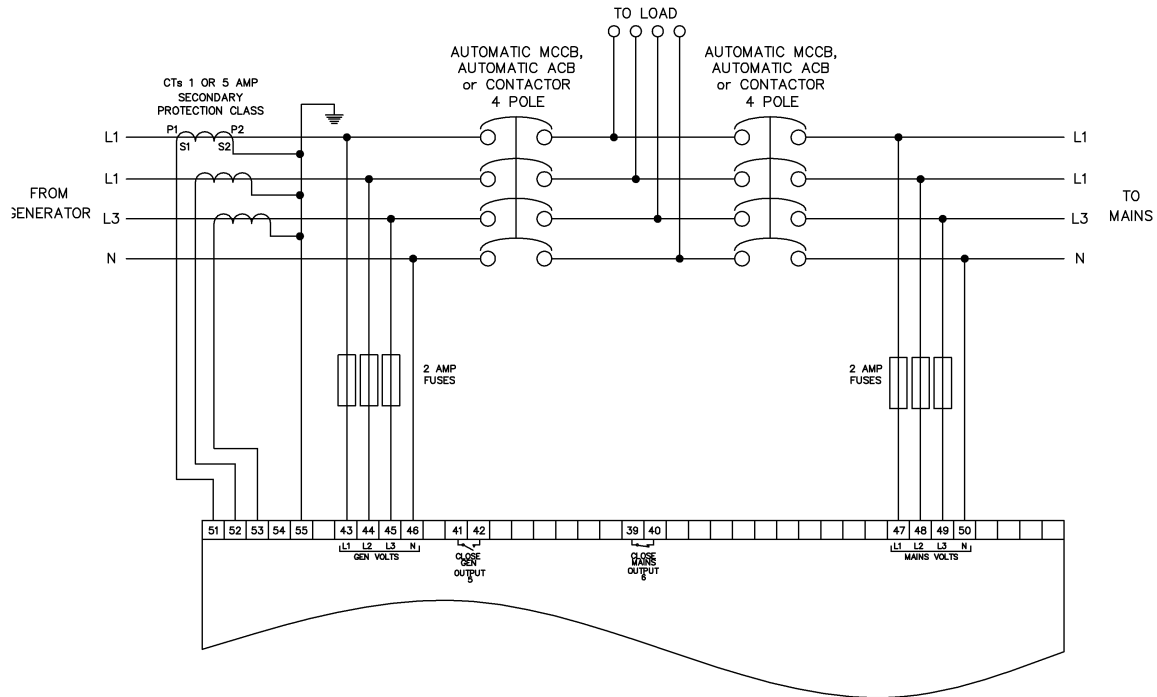 TO LOAD
AUTOMATIC MCCB,
AUTOMATIC ACB
or CONTACTOR
4 POLE
AUTOMATIC MCCB,
AUTOMATIC ACB
or CONTACTOR
4 POLE
CTs 1 OR 5 AMP
SECONDARY
PROTECTION CLASS
P1 P2
S1 S2
L1
L1
L3
N
FROM
GENERATOR
L1
L1
L3
N
TO
MAINS
2 AMP
FUSES
2 AMP
FUSES
51 52 53 54 55 43 44 45 46 41 42 39 40 47 48 49 50
L1 L2 L3 N
GEN VOLTS
CLOSE
GEN
OUTPUT
5
CLOSE
MAINS
OUTPUT
6
L1 L2 L3 N
MAINS VOLTS